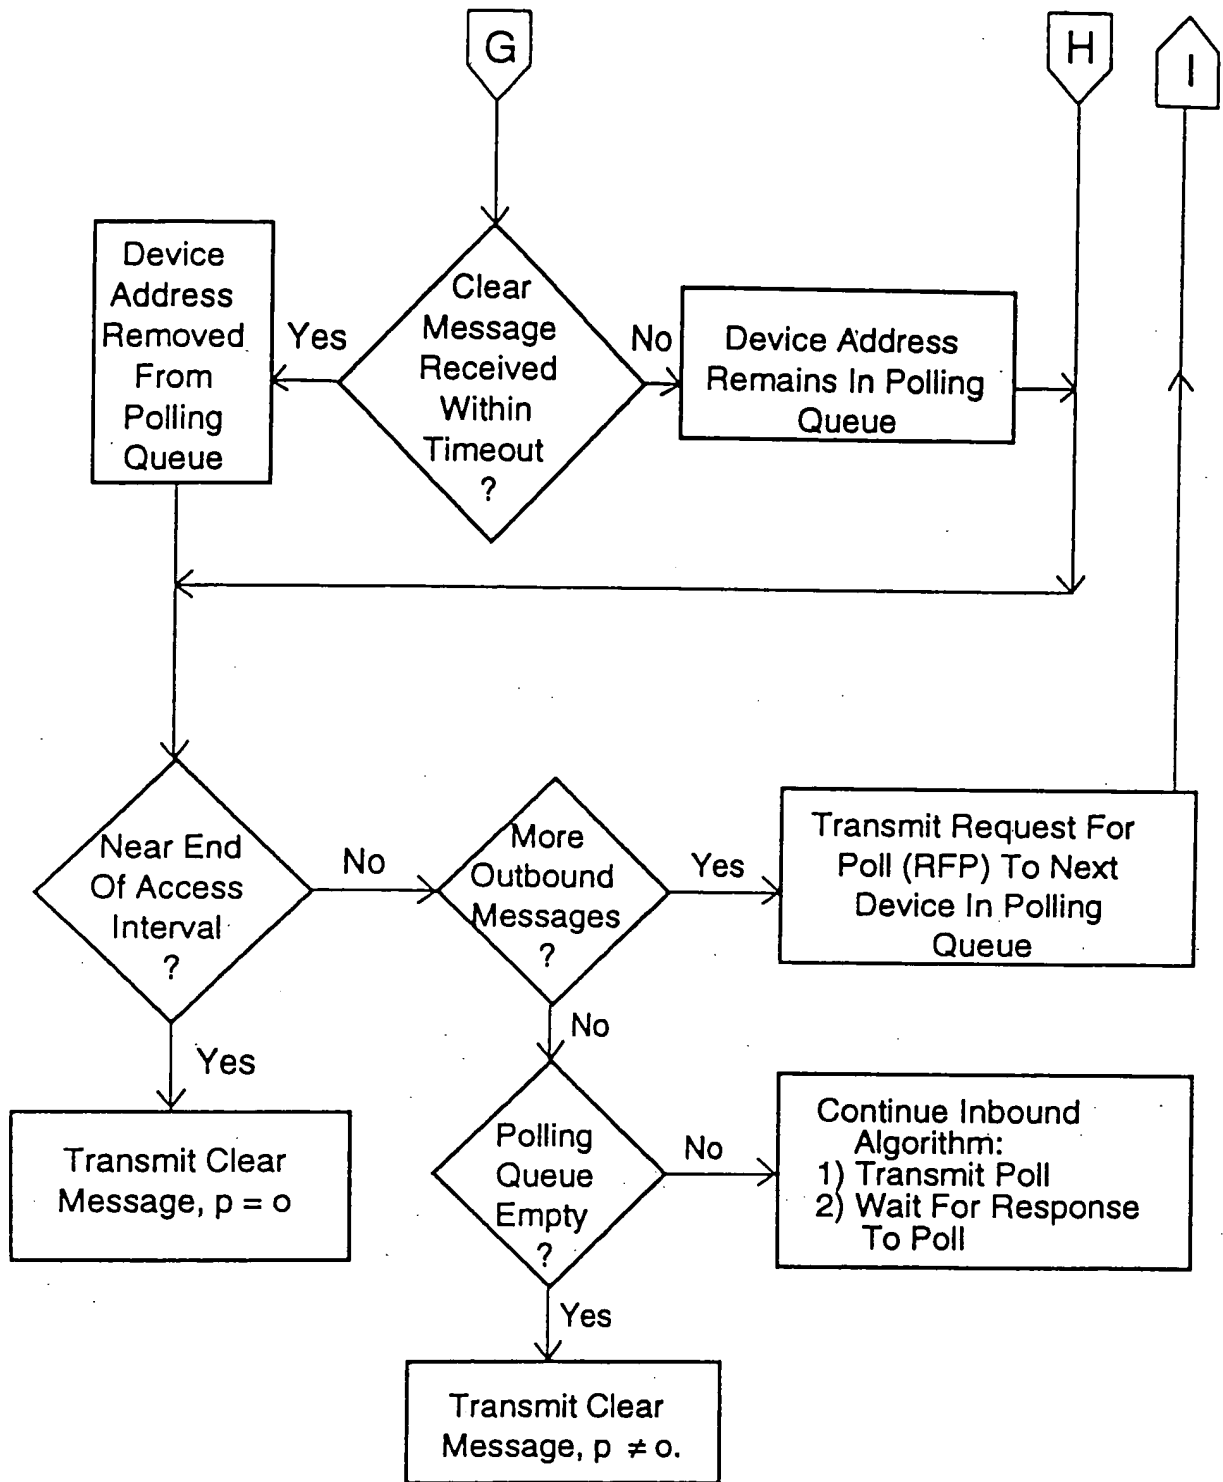 G
H
I
Device
Address
Removed
From
Polling
Queue
Yes
Clear
Message
Received
Within
Timeout
?
No
Device Address
Remains In Polling
Queue
Near End
Of Access
Interval
?
No
More
Outbound
Messages
?
Yes
Transmit Request For
Poll (RFP) To Next
Device In Polling
Queue
Yes
No
Transmit Clear
Message, p = o
Polling
Queue
Empty
?
No
Continue Inbound
Algorithm:
1) Transmit Poll
2) Wait For Response
To Poll
Yes
Transmit Clear
Message, p ≠ o.